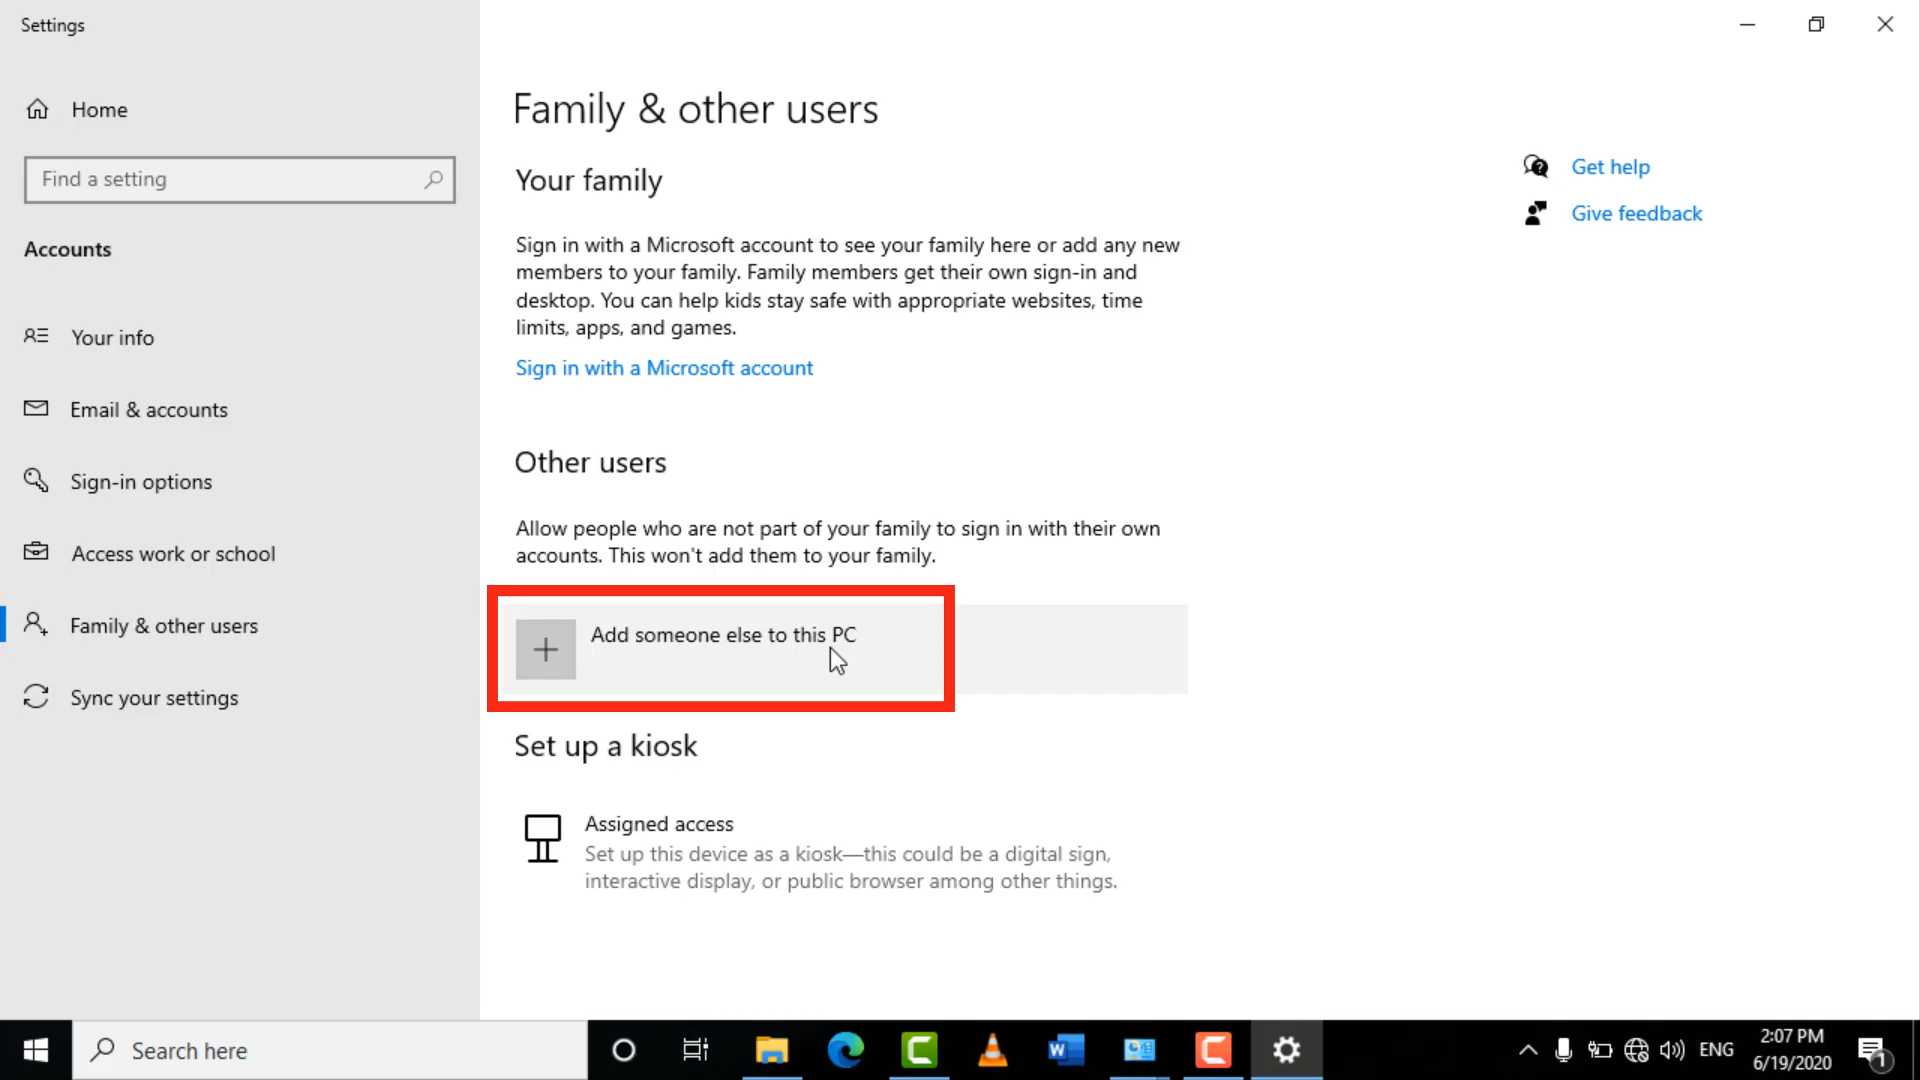 Settings
Home
Find a setting
Accounts
Your info
Email & accounts
Sign-in options
Access work or school
Family & other users
Sync your settings
Family & other users
Your family
Sign in with a Microsoft account to see your family here or add any new
members to your family. Family members get their own sign-in and
desktop. You can help kids stay safe with appropriate websites, time
limits, apps, and games.
Sign in with a Microsoft account
Other users
Allow people who are not part of your family to sign in with their own
accounts. This won't add them to your family.
Add someone else to this PC
Set up a kiosk
Assigned access
Set up this device as a kiosk—this could be a digital sign,
interactive display, or public browser among other things.
Get help
Give feedback
Search here
ENG
2:07 PM
6/19/2020
1